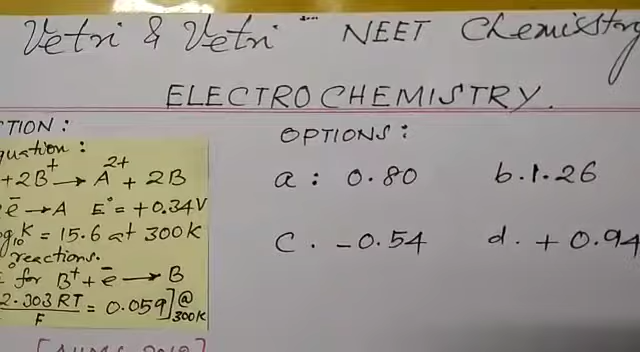 Vetri & Vetri NEET Chemistry
ELECTROCHEMISTRY.
TION:
quation:
+2B⁺ → A²⁺ + 2B
ē → A E° = +0.34V
g₁₀K = 15.6 at 300K
reactions.
for B⁺ + ē → B
2.303 RT/F = 0.059] @ 300K
OPTIONS:
a: 0.80 b. 1.26
C. -0.54 d. +0.94